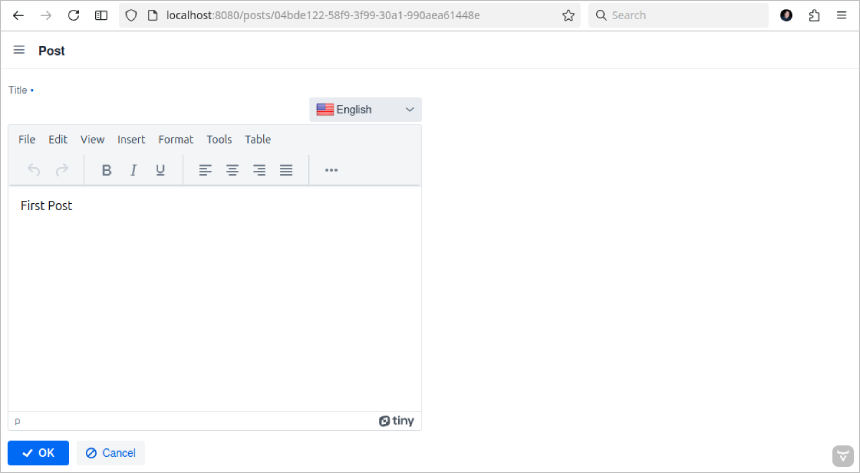 localhost:8080/posts/04bde122-58f9-3f99-30a1-990aea61448e
Search
Post
Title •
English
File Edit View Insert Format Tools Table
B I U
First Post
p
tiny
OK Cancel